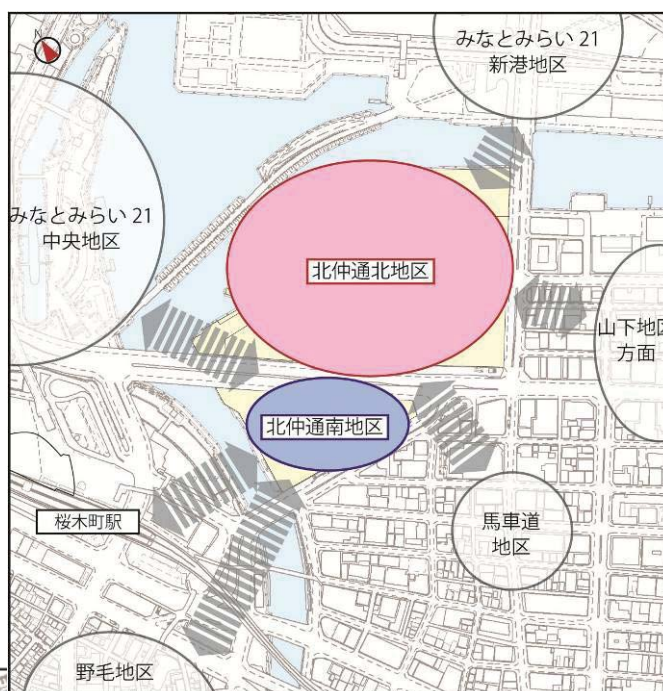 N
みなとみらい 21
新港地区
みなとみらい 21
中央地区
北仲通北地区
山下地区
方面
北仲通南地区
桜木町駅
馬車道
地区
野毛地区